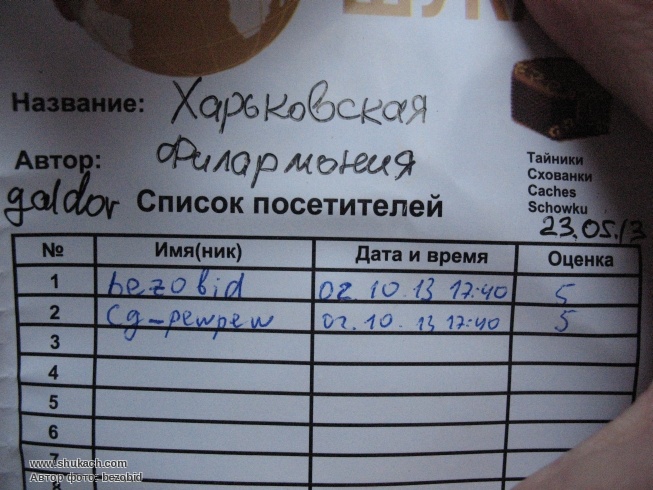 ШУК
Название: Харьковская
Автор: Филармония
Тайники
Схованки
Caches
Schowku
galdor Список посетителей
23.05.13
№ Имя(ник) Дата и время Оценка
1 bezobid 02.10.13 17:40 5
2 Cg-pewpew 02.10.13 17:40 5
3
4
5
6
7
8
www.shukach.com
Автор фото: bezobid